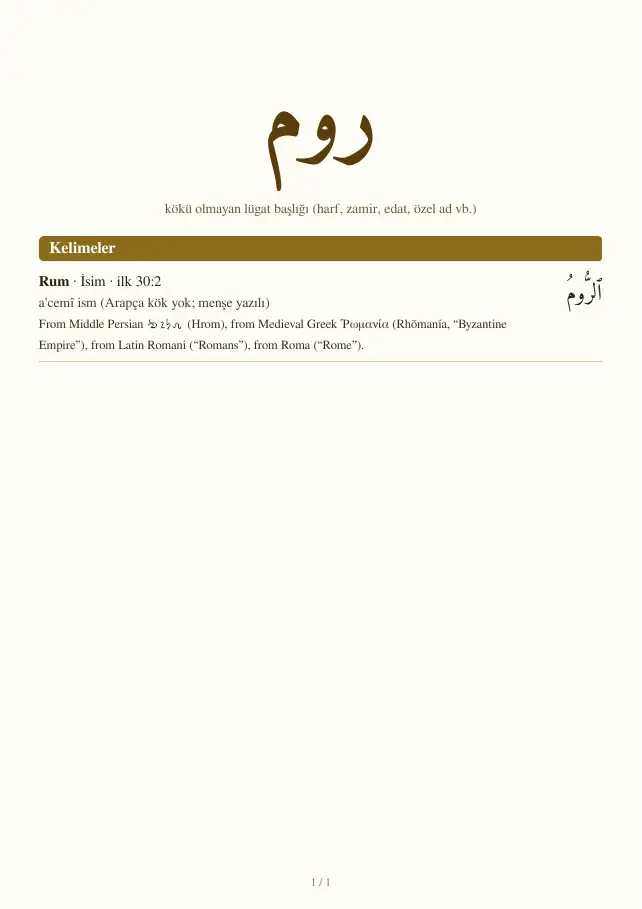 روم
kökü olmayan lügat başlığı (harf, zamir, edat, özel ad vb.)
Kelimeler
Rum · İsim · ilk 30:2
ٱلرُّومُ
a'cemî ism (Arapça kök yok; menşe yazılı)
From Middle Persian (Hrom), from Medieval Greek Ῥωμανία (Rhōmanía, “Byzantine
Empire”), from Latin Romani (“Romans”), from Roma (“Rome”).
1 / 1